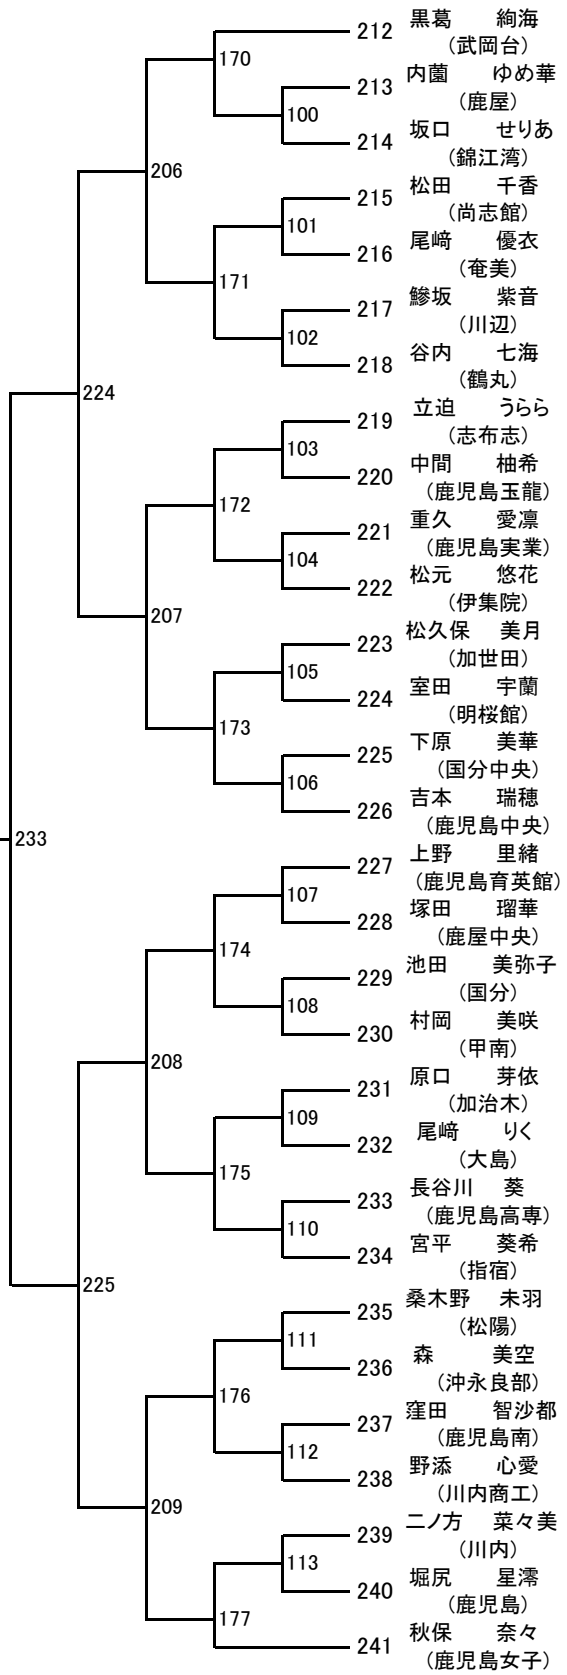 212 黒葛 絢海
(武岡台)
170
213 内薗 ゆめ華
(鹿屋)
100
214 坂口 せりあ
(錦江湾)
206
215 松田 千香
(尚志館)
101
216 尾﨑 優衣
(奄美)
171
217 鰺坂 紫音
(川辺)
102
218 谷内 七海
(鶴丸)
224
219 立迫 うらら
(志布志)
103
220 中間 柚希
(鹿児島玉龍)
172
221 重久 愛凛
(鹿児島実業)
104
222 松元 悠花
(伊集院)
207
223 松久保 美月
(加世田)
105
224 室田 宇蘭
(明桜館)
173
225 下原 美華
(国分中央)
106
226 吉本 瑞穂
(鹿児島中央)
233
227 上野 里緒
(鹿児島育英館)
107
228 塚田 瑠華
(鹿屋中央)
174
229 池田 美弥子
(国分)
108
230 村岡 美咲
(甲南)
208
231 原口 芽依
(加治木)
109
232 尾﨑 りく
(大島)
175
233 長谷川 葵
(鹿児島高専)
110
234 宮平 葵希
(指宿)
225
235 桑木野 未羽
(松陽)
111
236 森 美空
(沖永良部)
176
237 窪田 智沙都
(鹿児島南)
112
238 野添 心愛
(川内商工)
209
239 二ノ方 菜々美
(川内)
113
240 堀尻 星澪
(鹿児島)
177
241 秋保 奈々
(鹿児島女子)